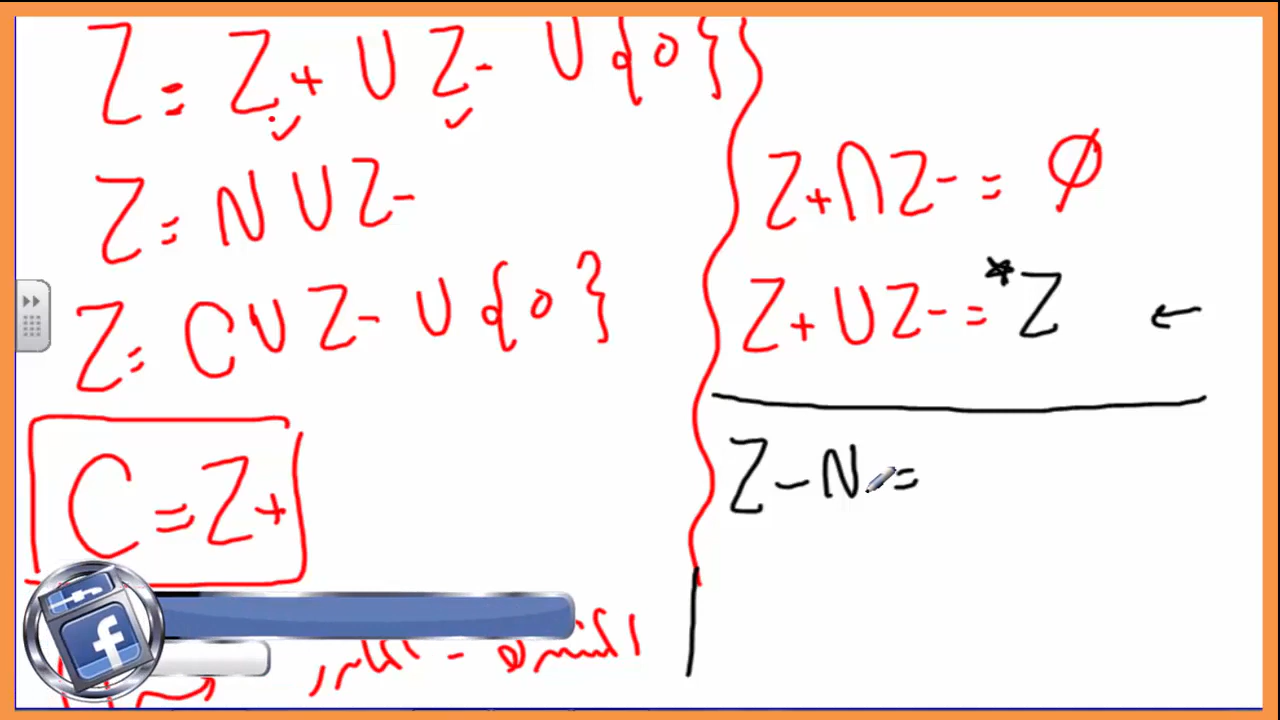 Z = Z+ U Z- U {0}
Z = N U Z-
Z = C U Z- U {0}
C = Z+
Z+ ∩ Z- = Ø
Z+ U Z- = *Z ←
Z - N =